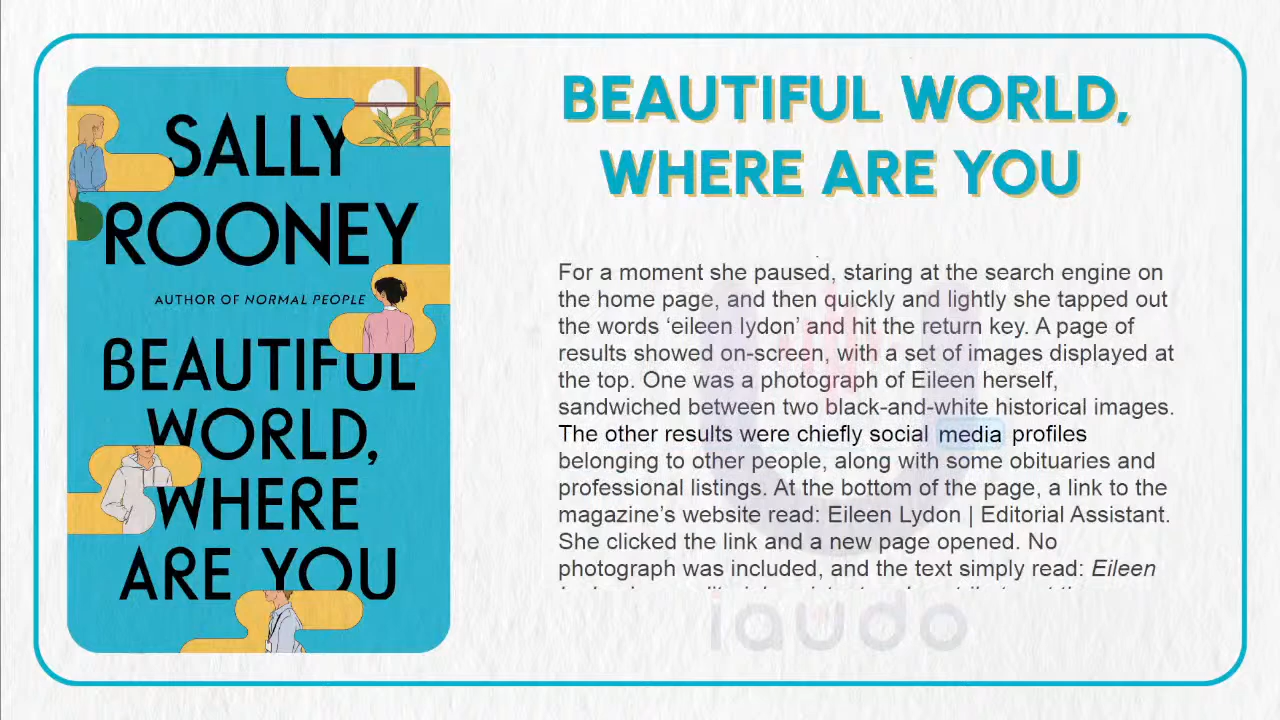 SALLY
ROONEY
AUTHOR OF NORMAL PEOPLE
BEAUTIFUL
WORLD,
WHERE
ARE YOU
BEAUTIFUL WORLD,
WHERE ARE YOU
For a moment she paused, staring at the search engine on
the home page, and then quickly and lightly she tapped out
the words ‘eileen lydon’ and hit the return key. A page of
results showed on-screen, with a set of images displayed at
the top. One was a photograph of Eileen herself,
sandwiched between two black-and-white historical images.
The other results were chiefly social media profiles
belonging to other people, along with some obituaries and
professional listings. At the bottom of the page, a link to the
magazine’s website read: Eileen Lydon | Editorial Assistant.
She clicked the link and a new page opened. No
photograph was included, and the text simply read: Eileen
iaudo